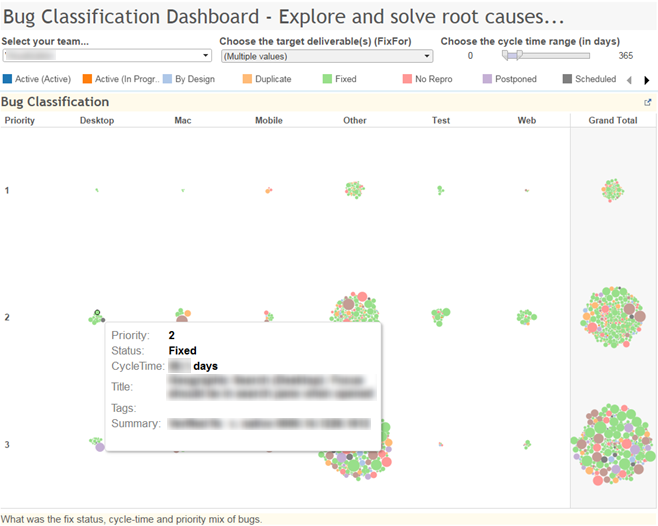 Bug Classification Dashboard - Explore and solve root causes...
Select your team... Choose the target deliverable(s) (FixFor) Choose the cycle time range (in days)
(Multiple values) 0 365
Active (Active) Active (In Progr.. By Design Duplicate Fixed No Repro Postponed Scheduled
Bug Classification
Priority Desktop Mac Mobile Other Test Web Grand Total
1
2
Priority: 2
Status: Fixed
CycleTime: days
Title:
Tags:
Summary:
3
What was the fix status, cycle-time and priority mix of bugs.